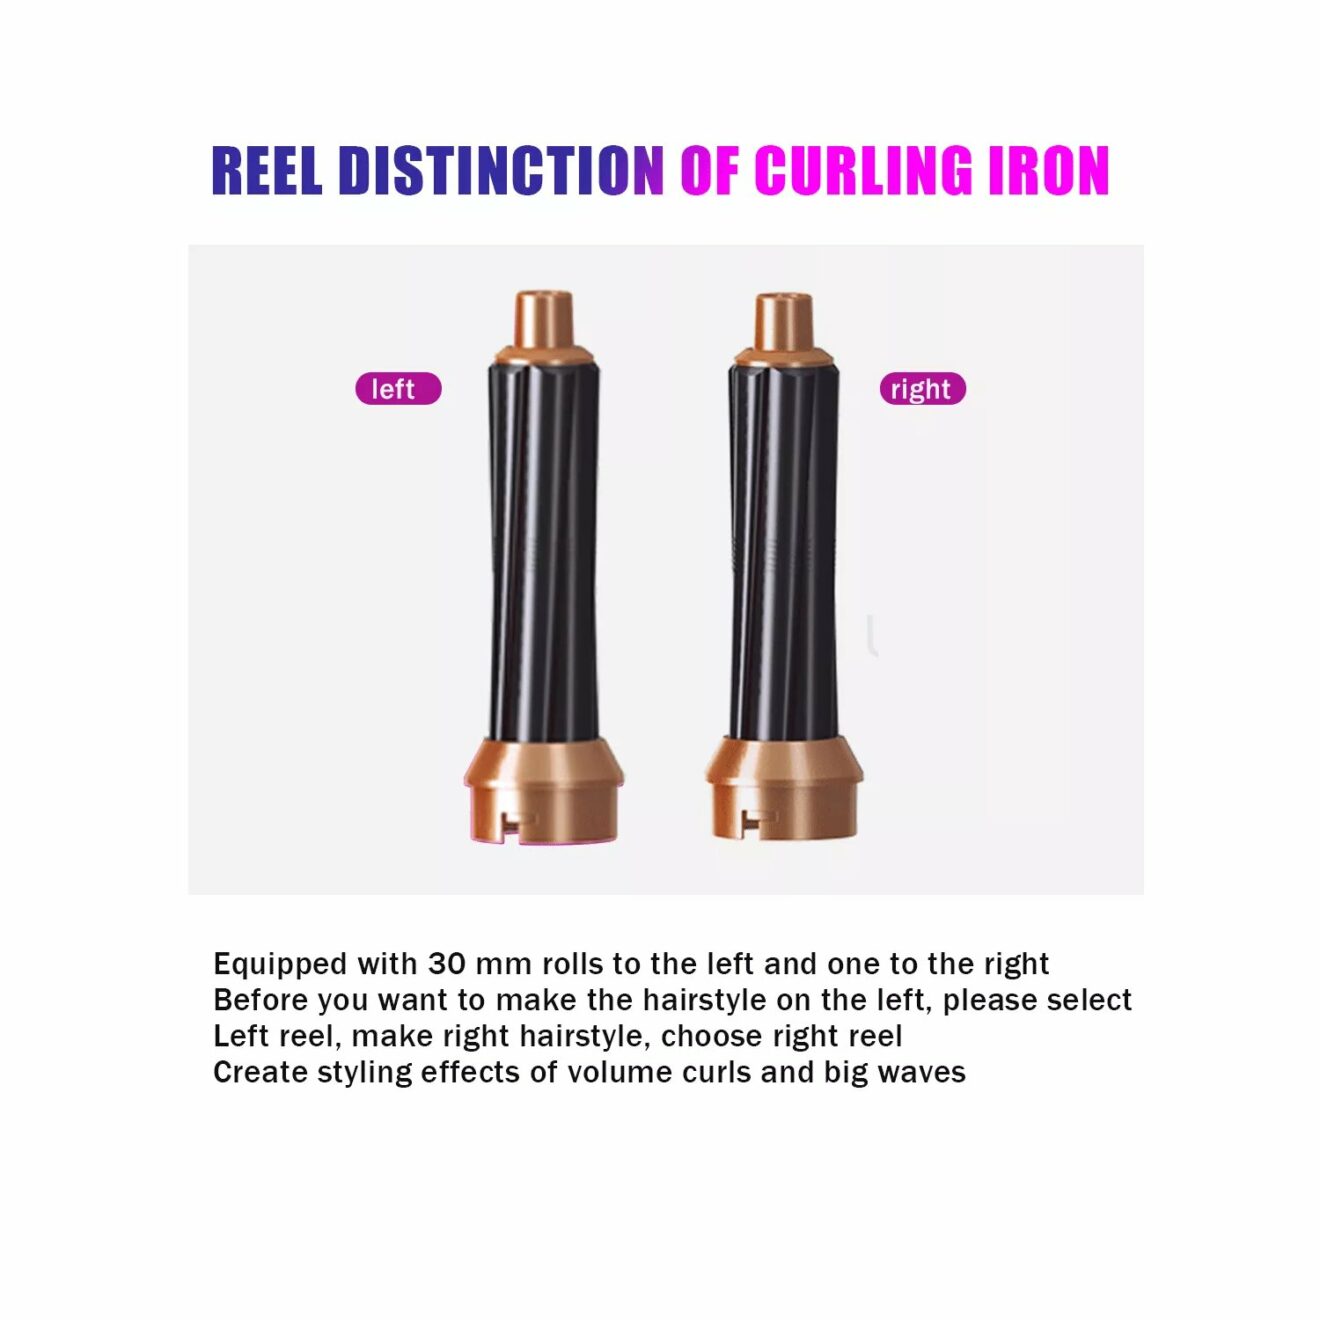 REEL DISTINCTION OF CURLING IRON
left
right
Equipped with 30 mm rolls to the left and one to the right
Before you want to make the hairstyle on the left, please select
Left reel, make right hairstyle, choose right reel
Create styling effects of volume curls and big waves